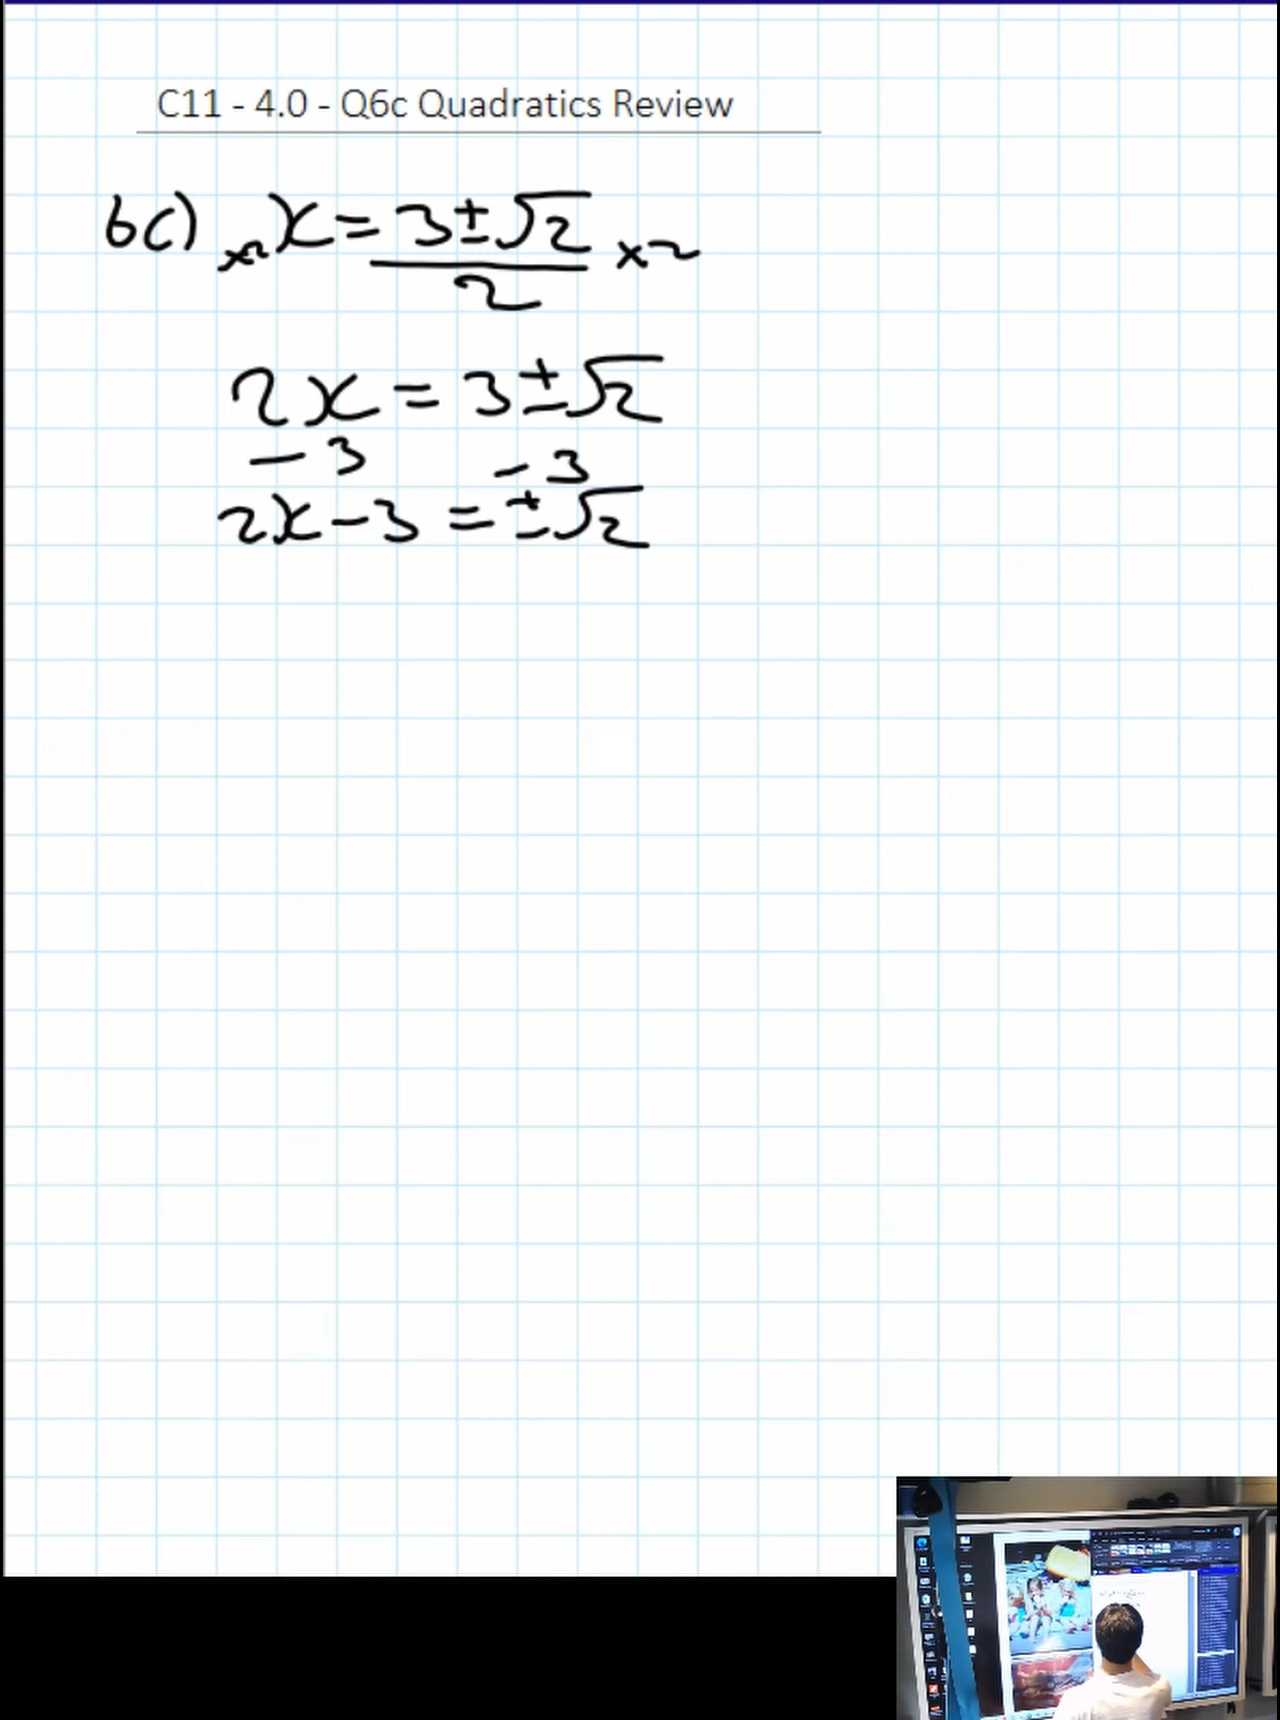 C11 - 4.0 - Q6c Quadratics Review
6c) ×2 x = (3 ± √2)/2 ×2
2x = 3 ± √2
- 3 - 3
2x - 3 = ± √2